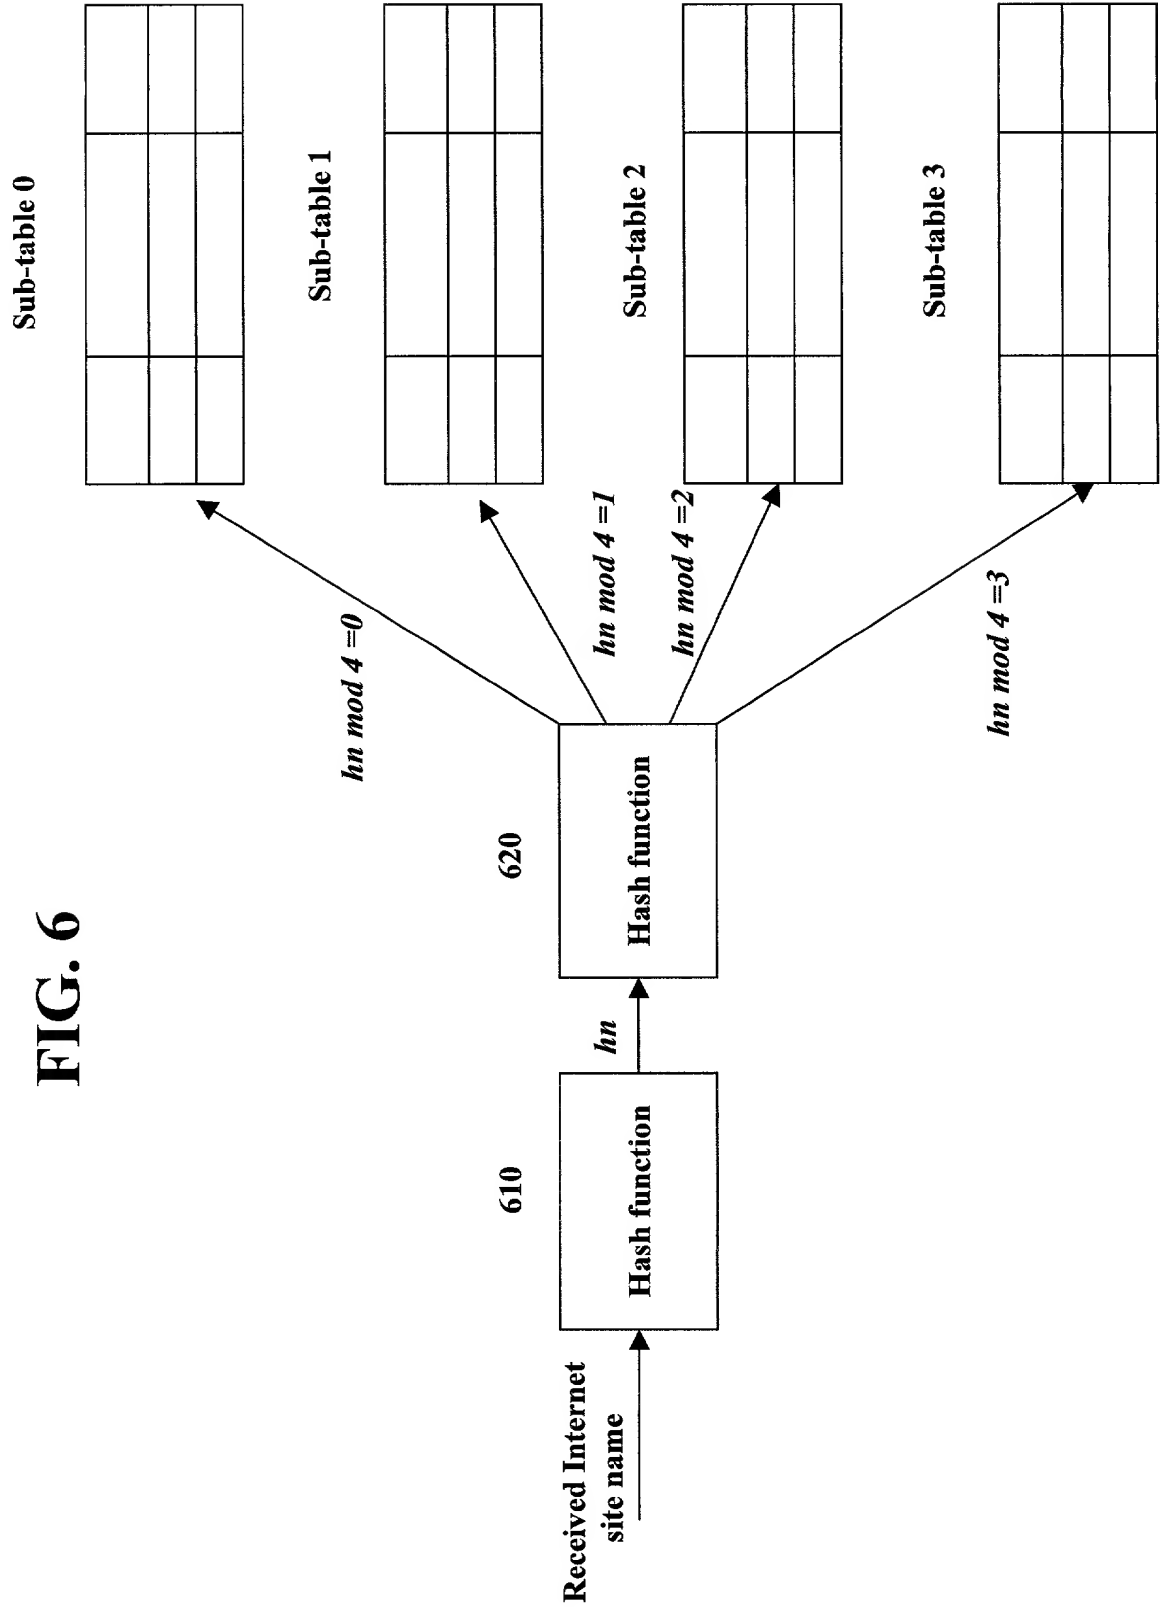 FIG. 6
Received Internet
site name
610
Hash function
hn
620
Hash function
hn mod 4 =0
hn mod 4 =1
hn mod 4 =2
hn mod 4 =3
Sub-table 0
Sub-table 1
Sub-table 2
Sub-table 3